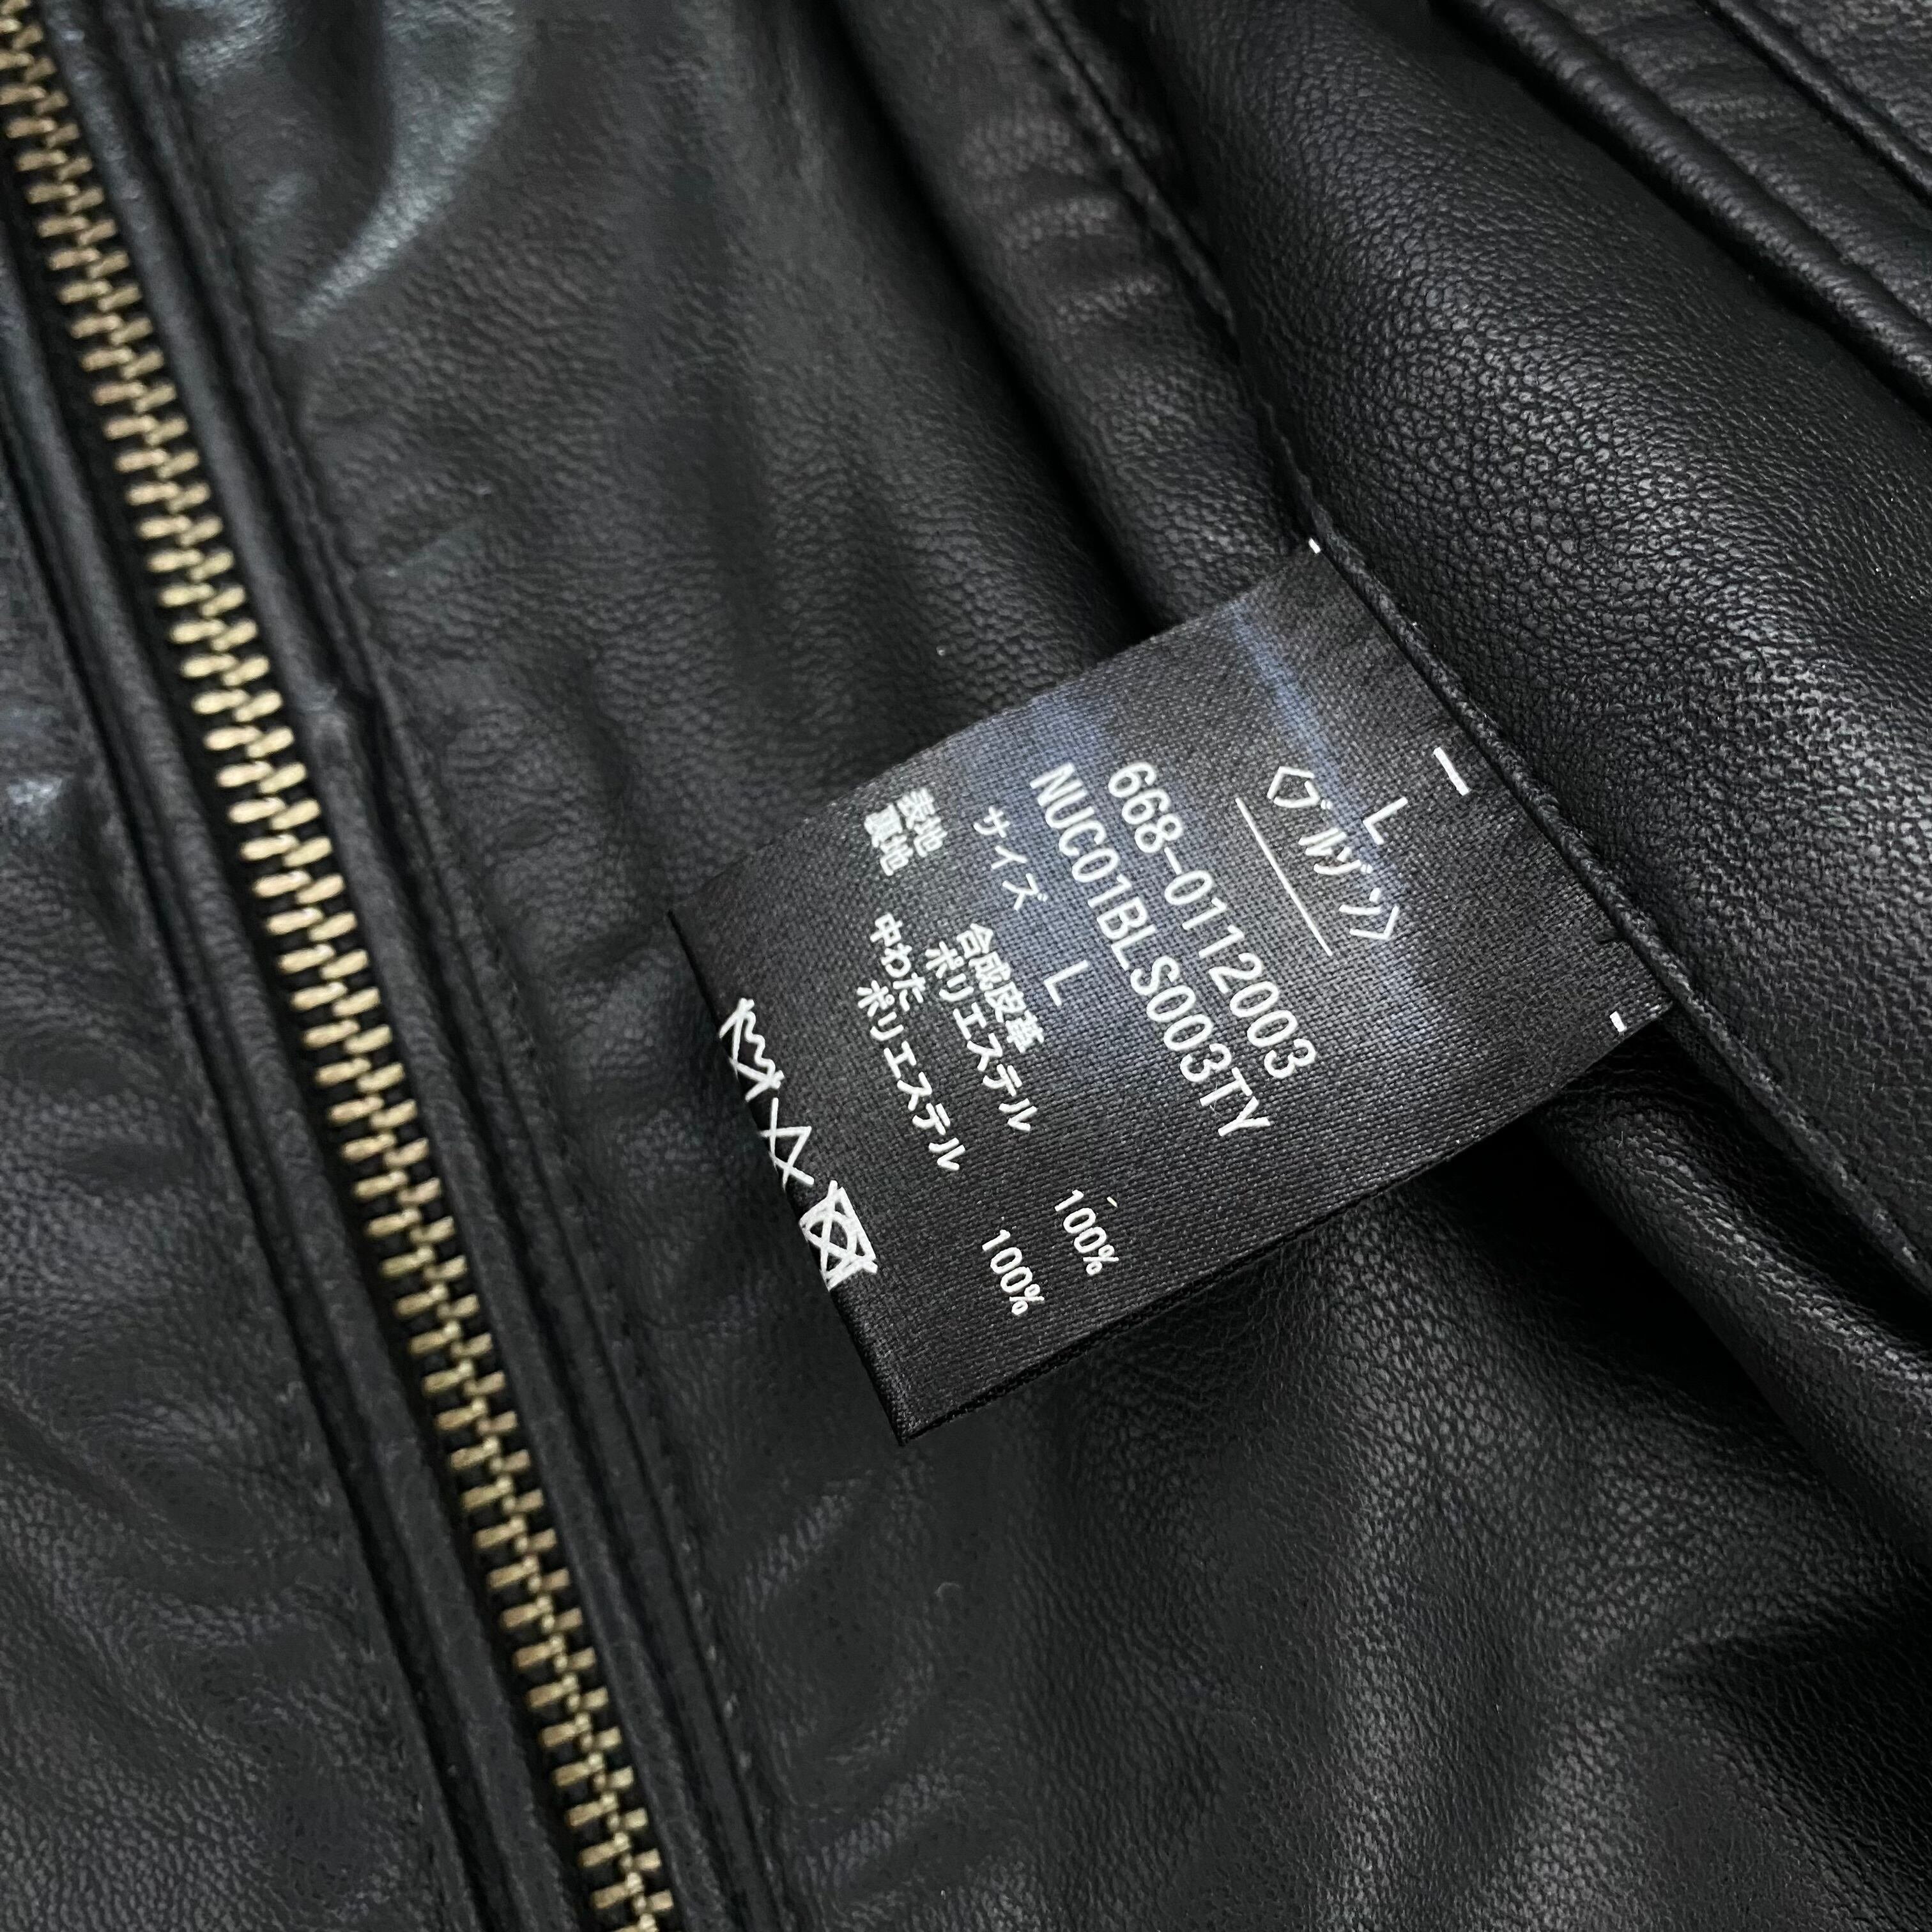 L
<ブルゾン>
668-0112003
NUC01BLS003TY
サイズ L
表地 合成皮革
裏地 ポリエステル 100%
中わた
ポリエステル 100%